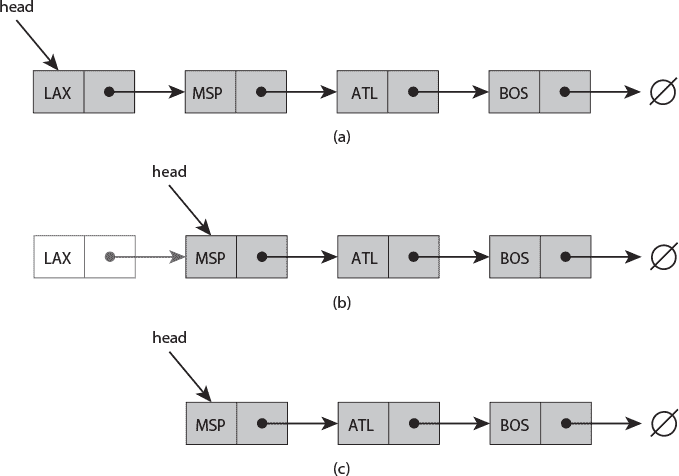 head
LAX MSP ATL BOS ∅
(a)
head
LAX MSP ATL BOS ∅
(b)
head
MSP ATL BOS ∅
(c)